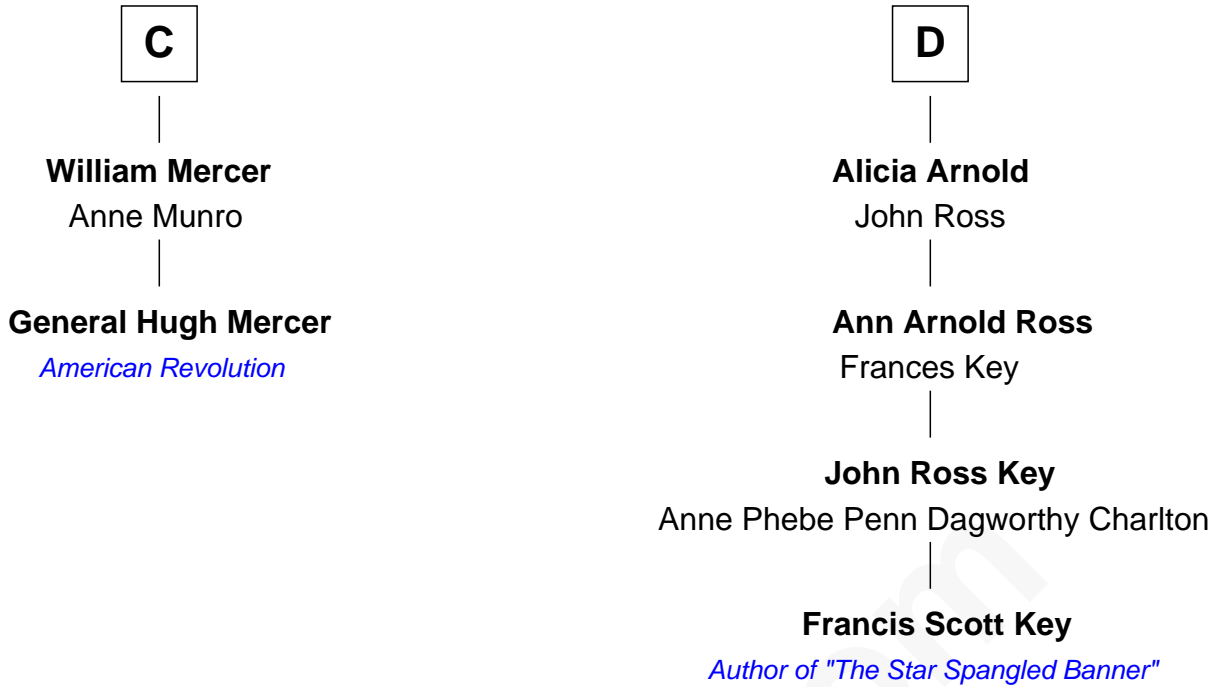 C
William Mercer
Anne Munro
General Hugh Mercer
American Revolution
D
Alicia Arnold
John Ross
Ann Arnold Ross
Frances Key
John Ross Key
Anne Phebe Penn Dagworthy Charlton
Francis Scott Key
Author of "The Star Spangled Banner"